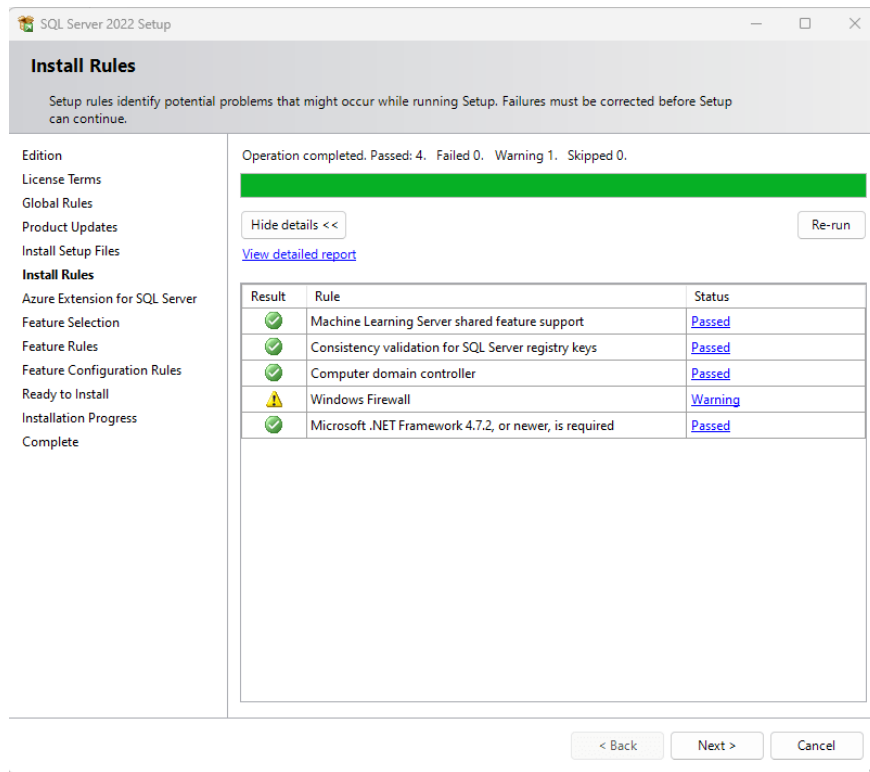 SQL Server 2022 Setup
Install Rules
Setup rules identify potential problems that might occur while running Setup. Failures must be corrected before Setup
can continue.
Edition
License Terms
Global Rules
Product Updates
Install Setup Files
Install Rules
Azure Extension for SQL Server
Feature Selection
Feature Rules
Feature Configuration Rules
Ready to Install
Installation Progress
Complete
Operation completed. Passed: 4. Failed 0. Warning 1. Skipped 0.
Hide details <<
Re-run
View detailed report
Result Rule Status
Machine Learning Server shared feature support Passed
Consistency validation for SQL Server registry keys Passed
Computer domain controller Passed
Windows Firewall Warning
Microsoft .NET Framework 4.7.2, or newer, is required Passed
< Back Next > Cancel